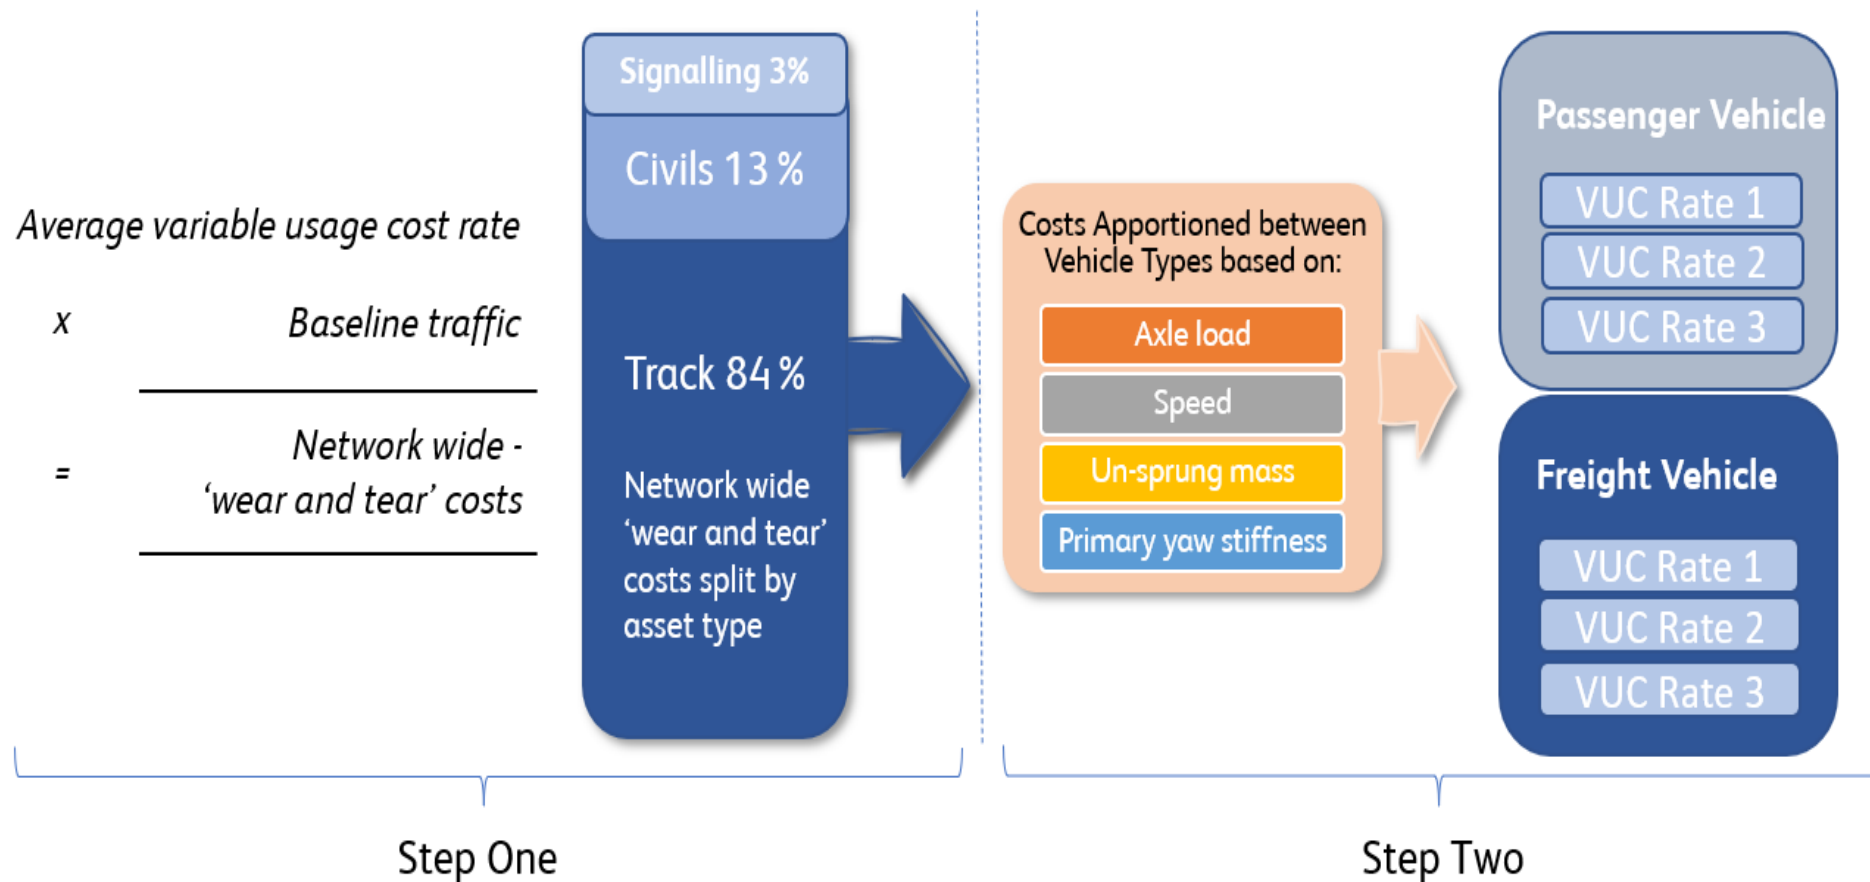 Average variable usage cost rate
x Baseline traffic
= Network wide -
‘wear and tear’ costs
Signalling 3%
Civils 13 %
Track 84 %
Network wide
‘wear and tear’
costs split by
asset type
Step One
Costs Apportioned between
Vehicle Types based on:
Axle load
Speed
Un-sprung mass
Primary yaw stiffness
Passenger Vehicle
VUC Rate 1
VUC Rate 2
VUC Rate 3
Freight Vehicle
VUC Rate 1
VUC Rate 2
VUC Rate 3
Step Two